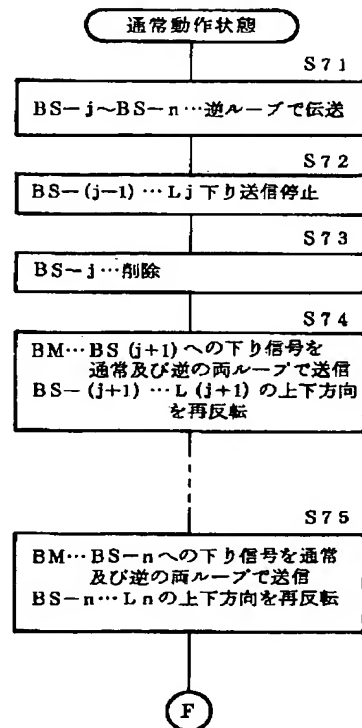 通常動作状態
S71
BS－j～BS－n…逆ループで伝送
S72
BS－(j－1)…Lj下り送信停止
S73
BS－j…削除
S74
BM…BS(j+1)への下り信号を
通常及び逆の両ループで送信
BS－(j+1)…L(j+1)の上下方向
を再反転
S75
BM…BS－nへの下り信号を通常
及び逆の両ループで送信
BS－n…Lnの上下方向を再反転
F